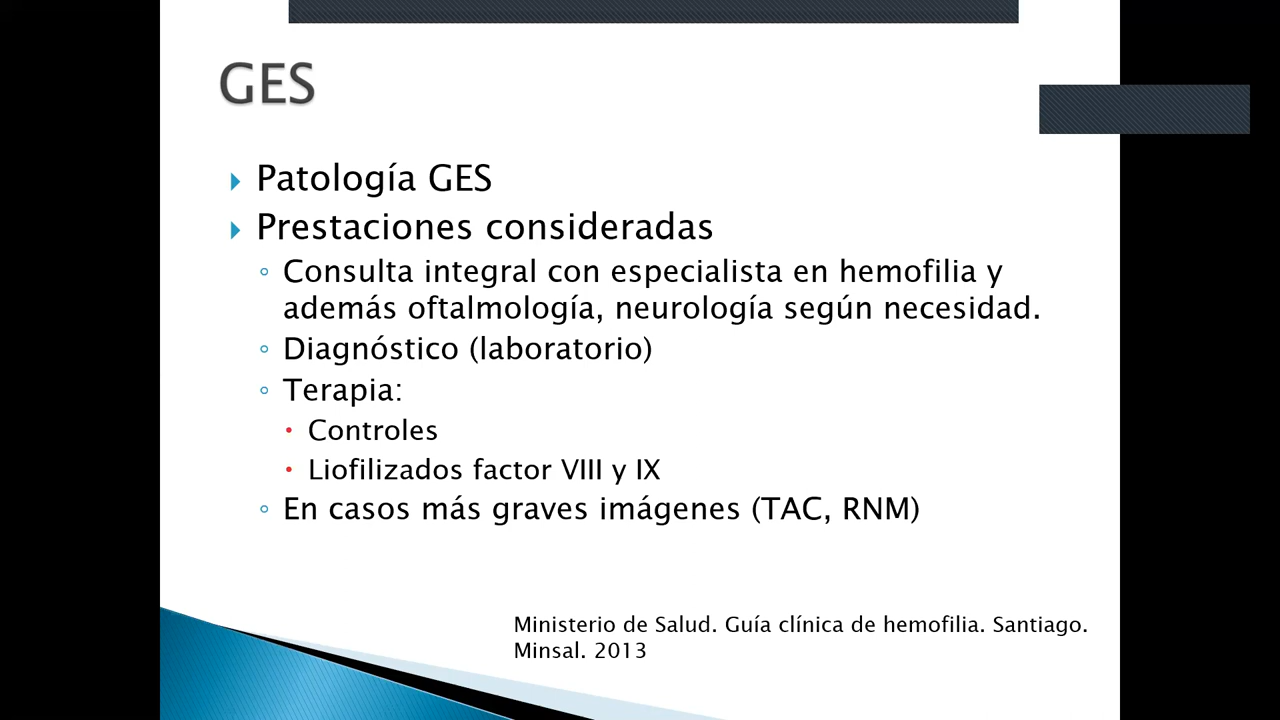 GES
Patología GES
Prestaciones consideradas
Consulta integral con especialista en hemofilia y
además oftalmología, neurología según necesidad.
Diagnóstico (laboratorio)
Terapia:
Controles
Liofilizados factor VIII y IX
En casos más graves imágenes (TAC, RNM)
Ministerio de Salud. Guía clínica de hemofilia. Santiago.
Minsal. 2013